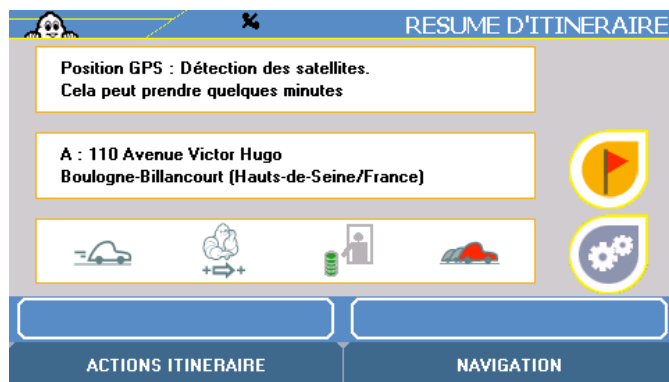 RESUME D'ITINERAIRE
Position GPS : Détection des satellites.
Cela peut prendre quelques minutes
A : 110 Avenue Victor Hugo
Boulogne-Billancourt (Hauts-de-Seine/France)
ACTIONS ITINERAIRE
NAVIGATION